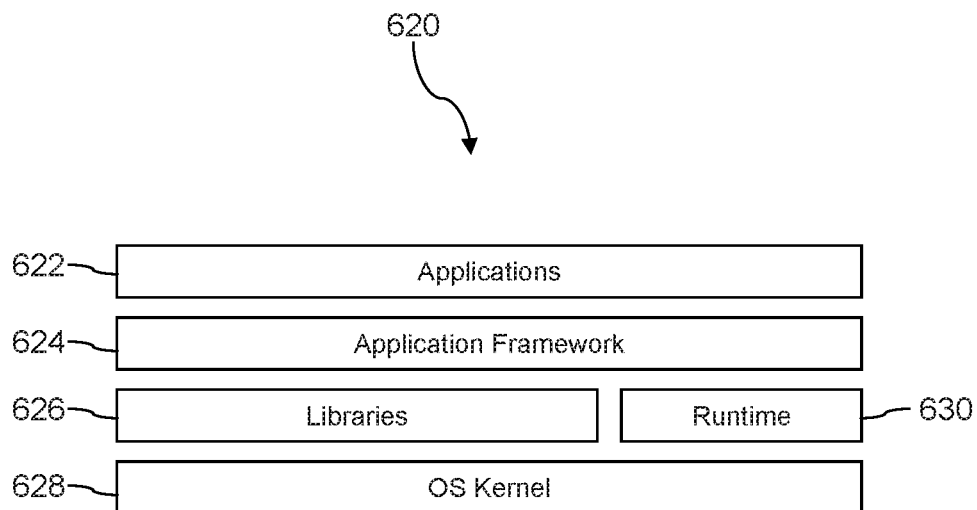 620
622 Applications
624 Application Framework
626 Libraries Runtime 630
628 OS Kernel